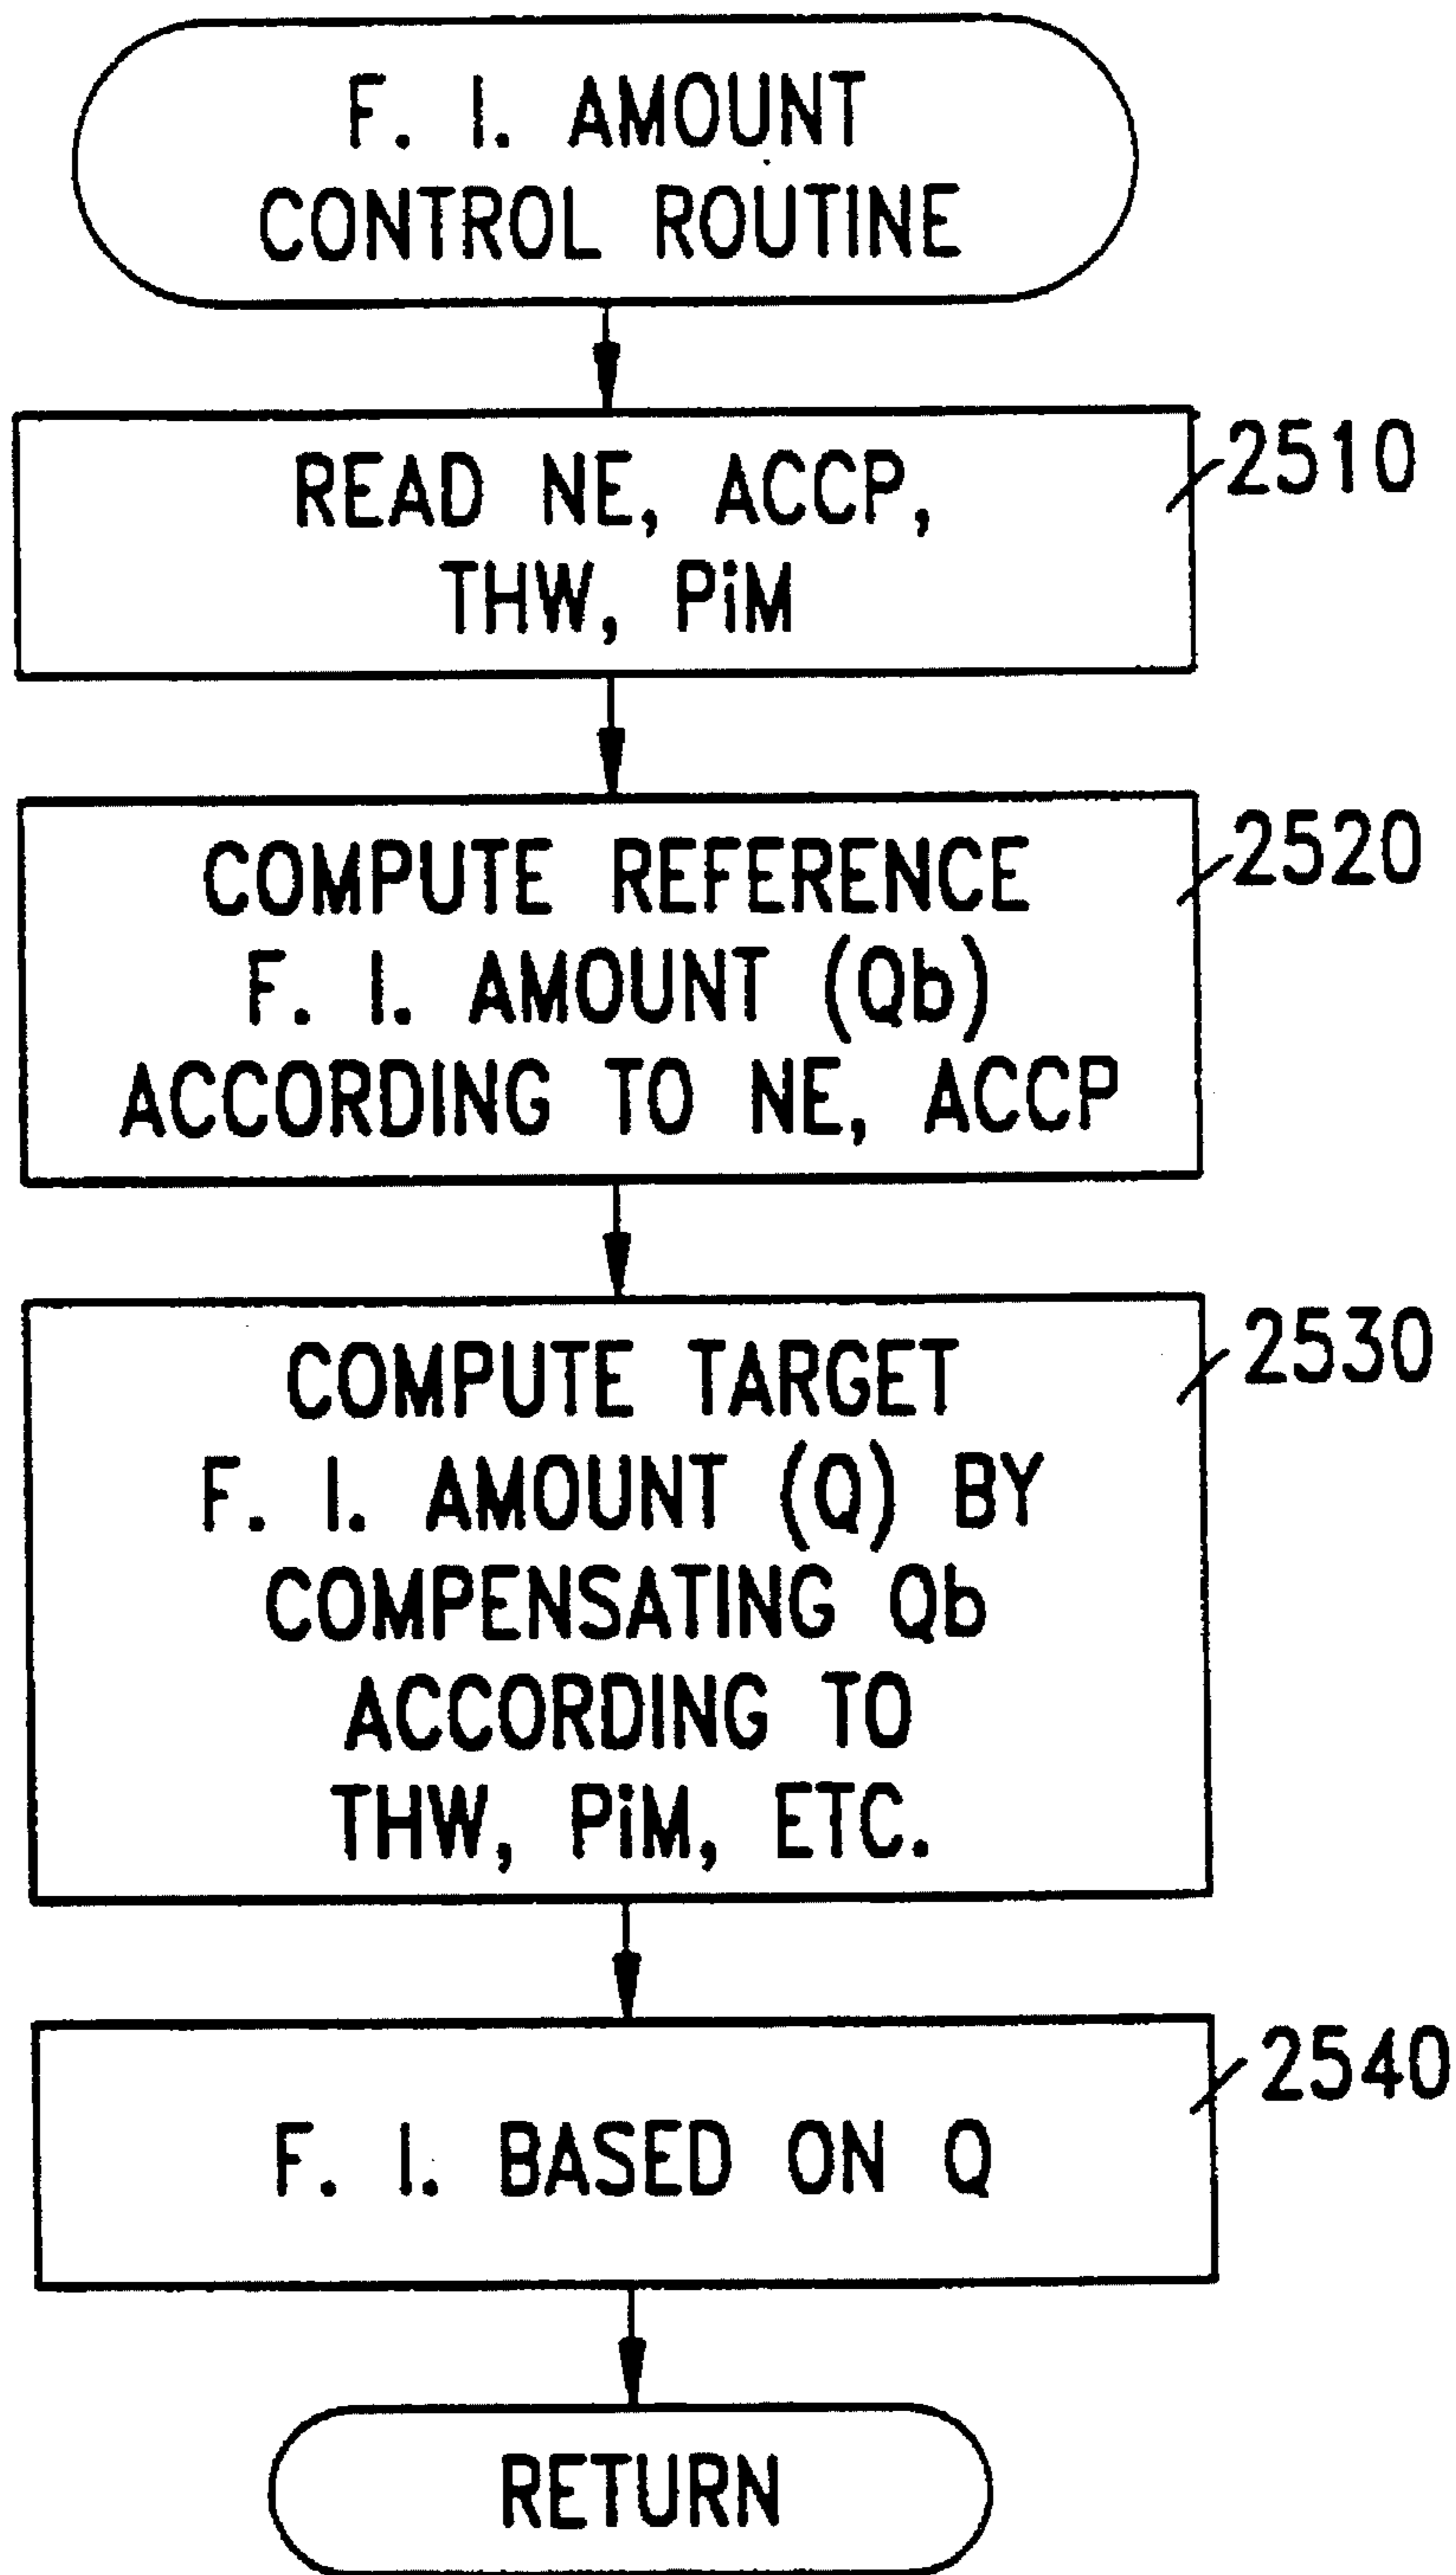 F. I. AMOUNT
CONTROL ROUTINE
READ NE, ACCP,
THW, PiM
2510
COMPUTE REFERENCE
F. I. AMOUNT (Qb)
ACCORDING TO NE, ACCP
2520
COMPUTE TARGET
F. I. AMOUNT (Q) BY
COMPENSATING Qb
ACCORDING TO
THW, PiM, ETC.
2530
F. I. BASED ON Q
2540
RETURN